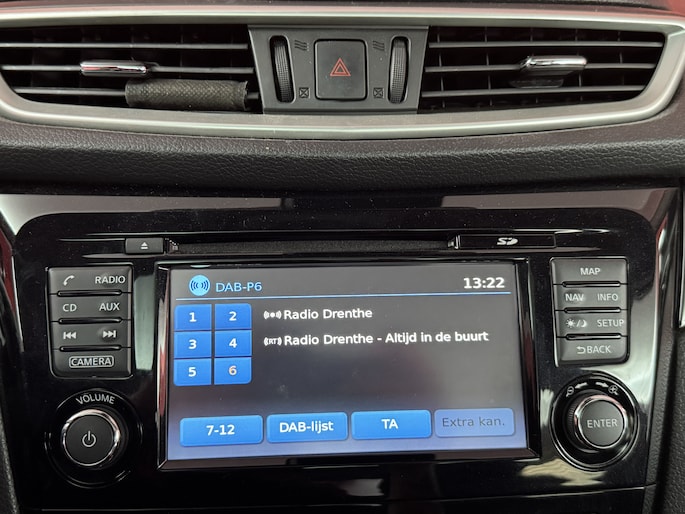 SD
DAB-P6 13:22
1 2 Radio Drenthe
3 4 RT Radio Drenthe - Altijd in de buurt
5 6
7-12 DAB-lijst TA Extra kan.
RADIO
CD AUX
CAMERA
VOLUME
MAP
NAV INFO
SETUP
BACK
ENTER